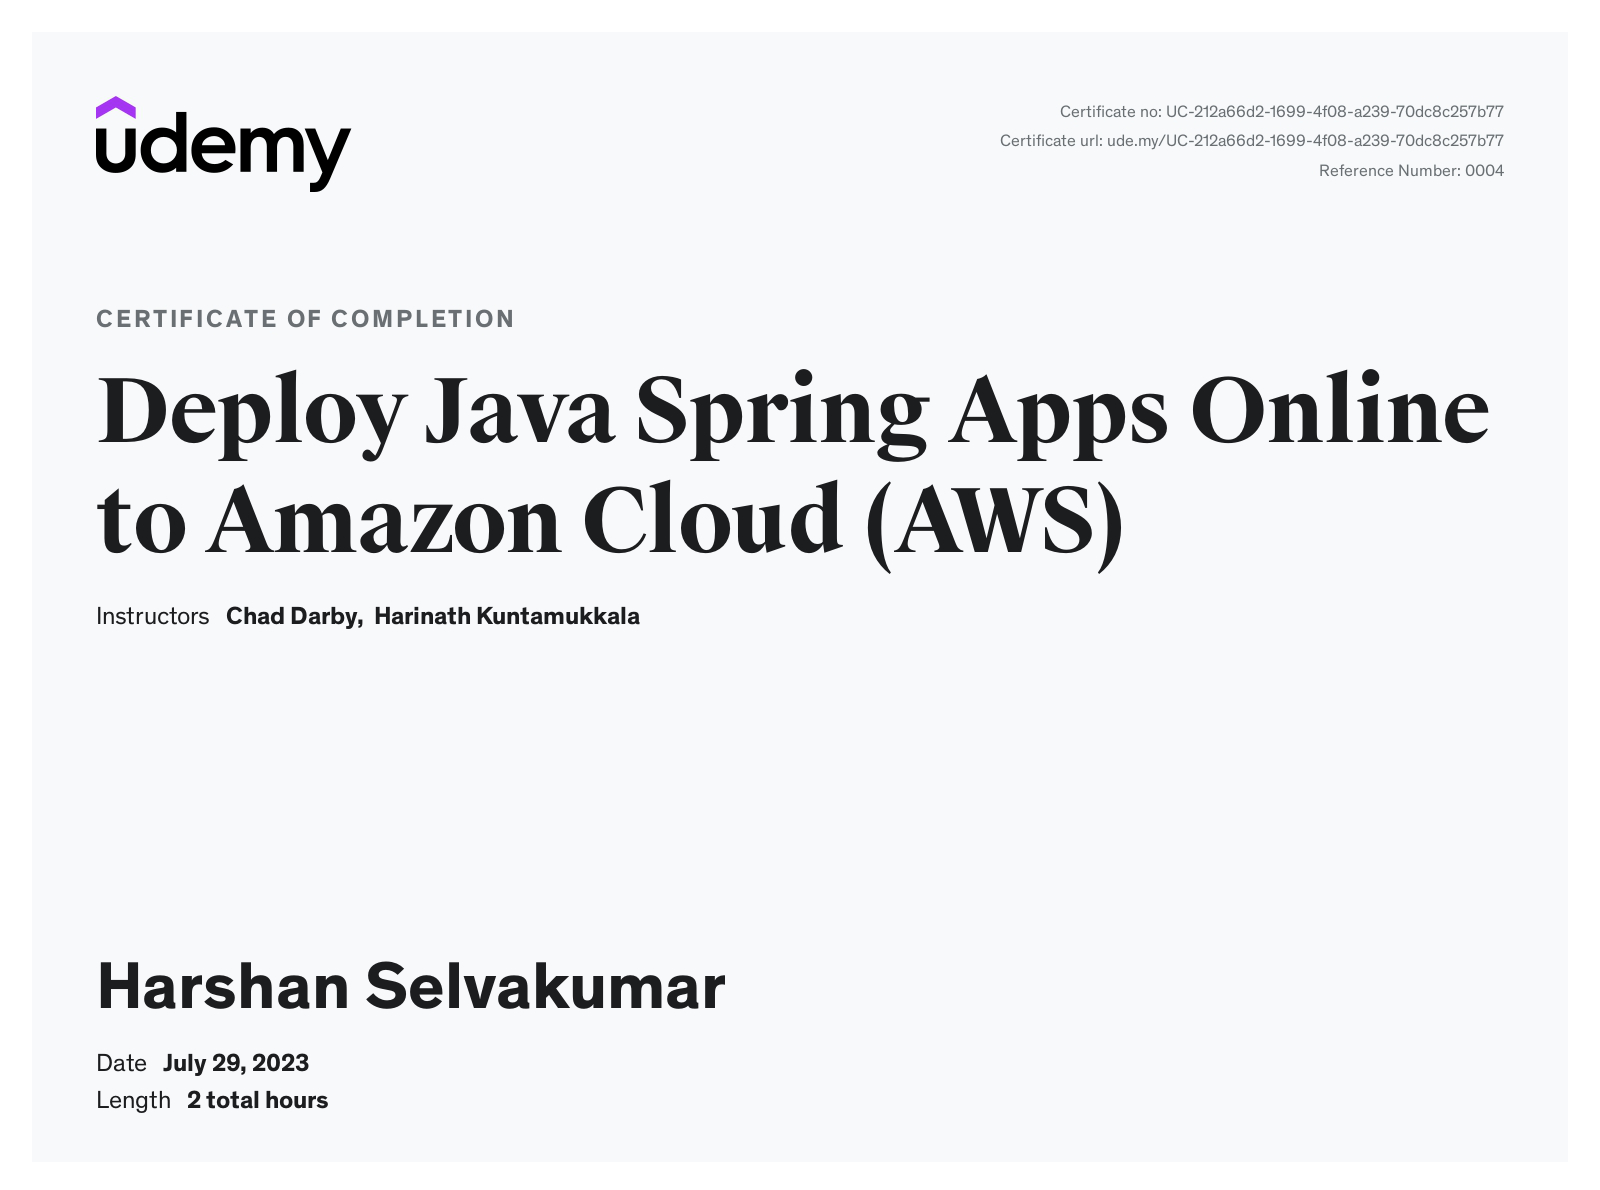 udemy
Certificate no: UC-212a66d2-1699-4f08-a239-70dc8c257b77
Certificate url: ude.my/UC-212a66d2-1699-4f08-a239-70dc8c257b77
Reference Number: 0004
CERTIFICATE OF COMPLETION
Deploy Java Spring Apps Online
to Amazon Cloud (AWS)
Instructors Chad Darby, Harinath Kuntamukkala
Harshan Selvakumar
Date July 29, 2023
Length 2 total hours